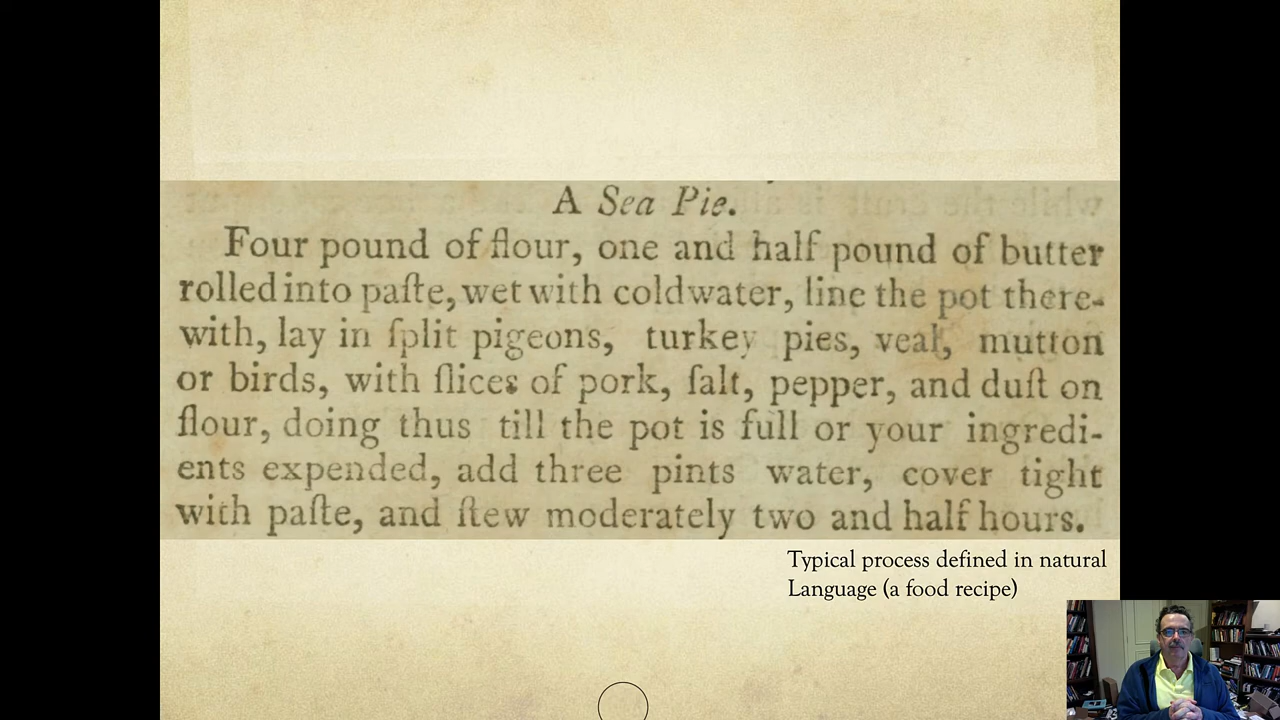 A Sea Pie.
Four pound of flour, one and half pound of butter
rolled into paſte, wet with cold water, line the pot there-
with, lay in ſplit pigeons, turkey pies, veal, mutton
or birds, with ſlices of pork, ſalt, pepper, and duſt on
flour, doing thus till the pot is full or your ingredi-
ents expended, add three pints water, cover tight
with paſte, and ſtew moderately two and half hours.
Typical process defined in natural
Language (a food recipe)